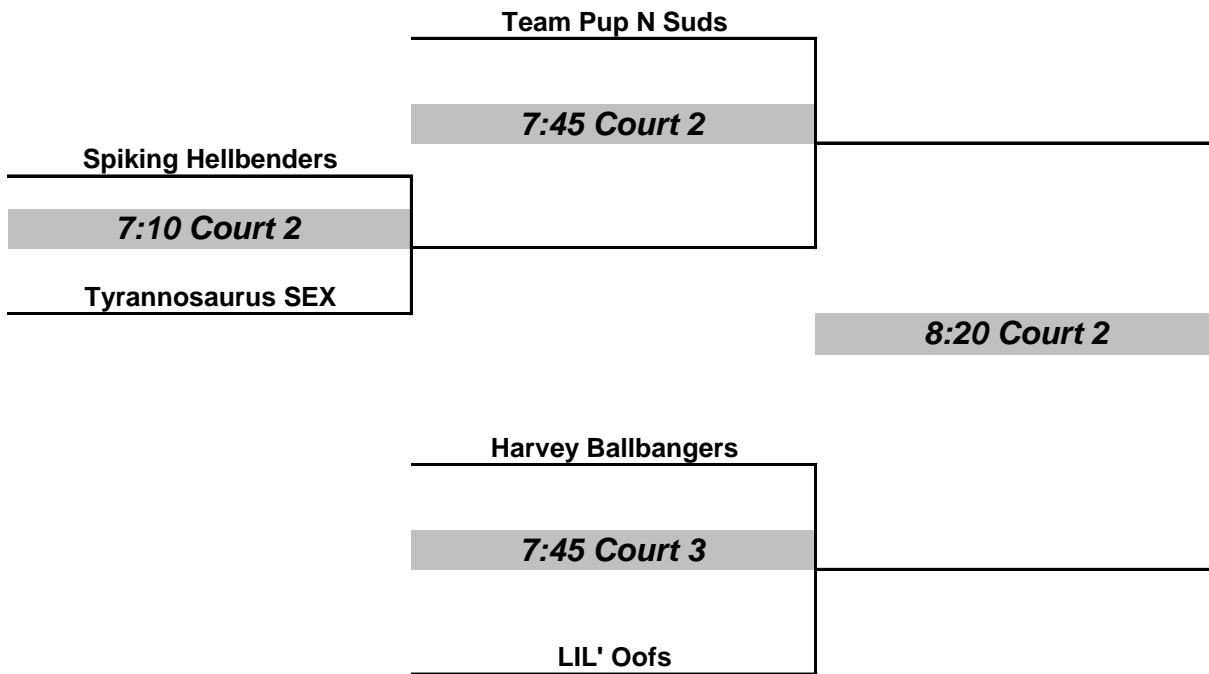 Team Pup N Suds
7:45 Court 2
Spiking Hellbenders
7:10 Court 2
Tyrannosaurus SEX
8:20 Court 2
Harvey Ballbangers
7:45 Court 3
LIL' Oofs